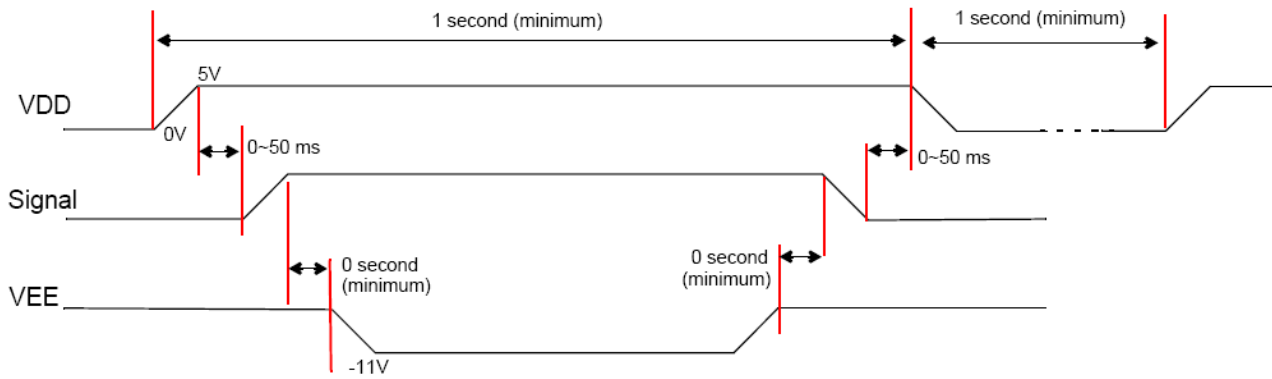 1 second (minimum)
1 second (minimum)
5V
VDD
0V
0~50 ms
0~50 ms
Signal
0 second
(minimum)
0 second
(minimum)
VEE
-11V